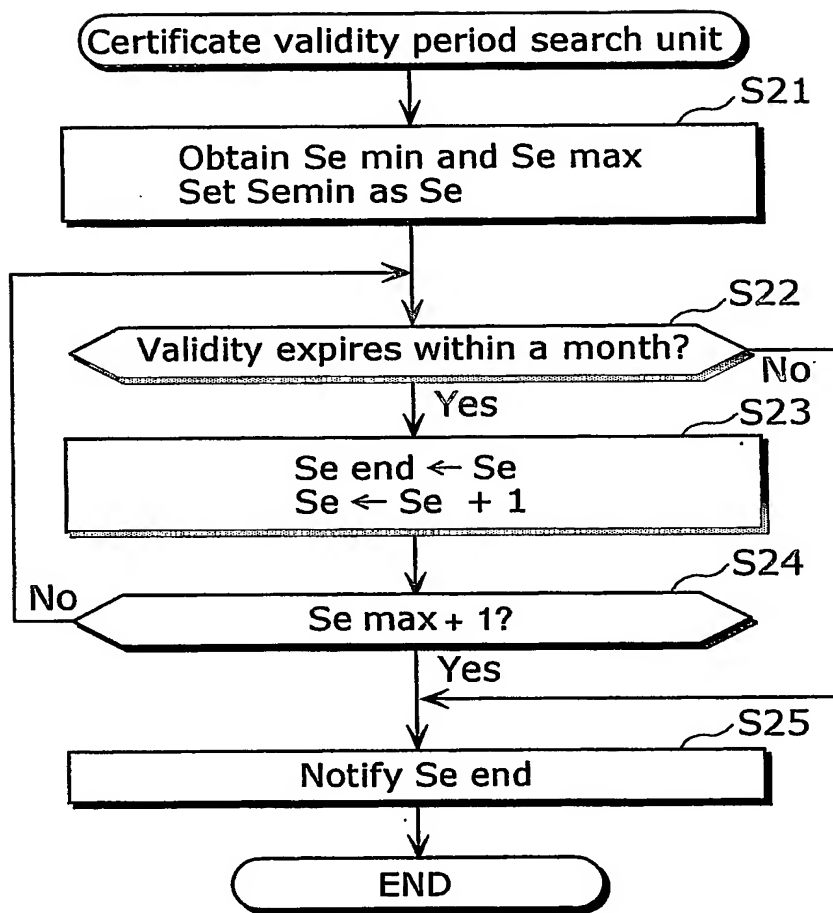 Certificate validity period search unit
S21
Obtain Se min and Se max
Set Semin as Se
S22
Validity expires within a month?
No
Yes
S23
Se end ← Se
Se ← Se + 1
S24
No
Se max + 1?
Yes
S25
Notify Se end
END